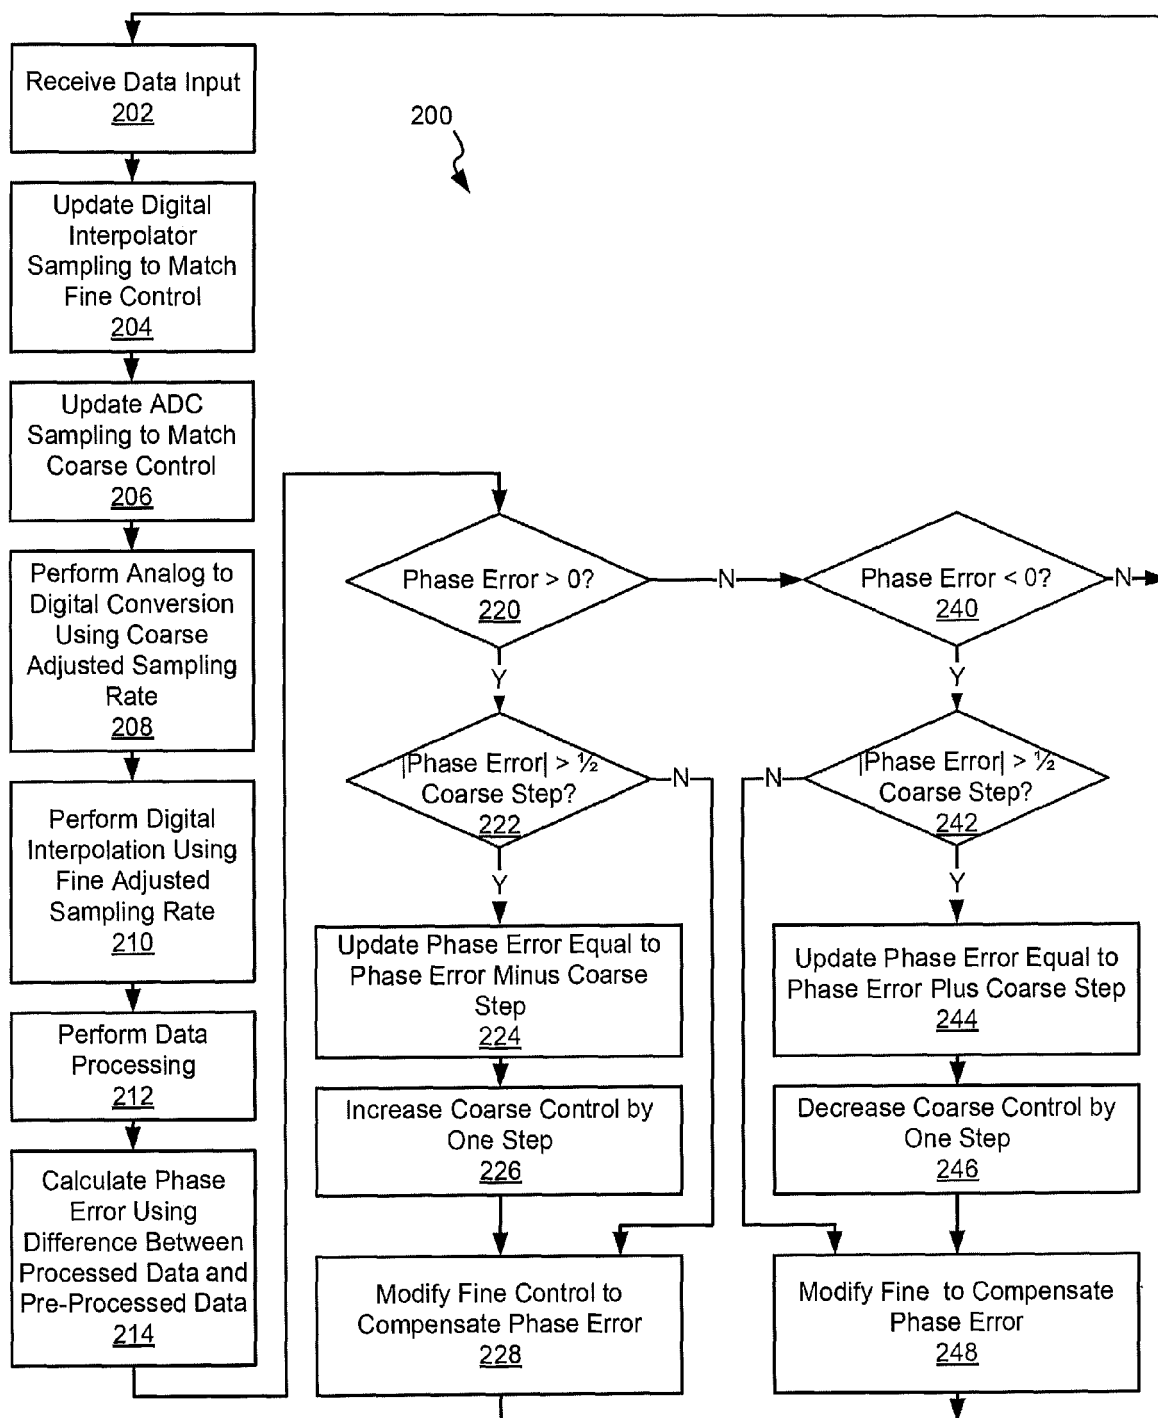 Receive Data Input
202
200
Update Digital
Interpolator
Sampling to Match
Fine Control
204
Update ADC
Sampling to Match
Coarse Control
206
Perform Analog to
Digital Conversion
Using Coarse
Adjusted Sampling
Rate
208
Perform Digital
Interpolation Using
Fine Adjusted
Sampling Rate
210
Perform Data
Processing
212
Calculate Phase
Error Using
Difference Between
Processed Data and
Pre-Processed Data
214
Phase Error > 0?
220
N
Y
|Phase Error| > ½
Coarse Step?
222
N
Y
Update Phase Error Equal to
Phase Error Minus Coarse
Step
224
Increase Coarse Control by
One Step
226
Modify Fine Control to
Compensate Phase Error
228
Phase Error < 0?
240
N
Y
|Phase Error| > ½
Coarse Step?
242
N
Y
Update Phase Error Equal to
Phase Error Plus Coarse Step
244
Decrease Coarse Control by
One Step
246
Modify Fine to Compensate
Phase Error
248